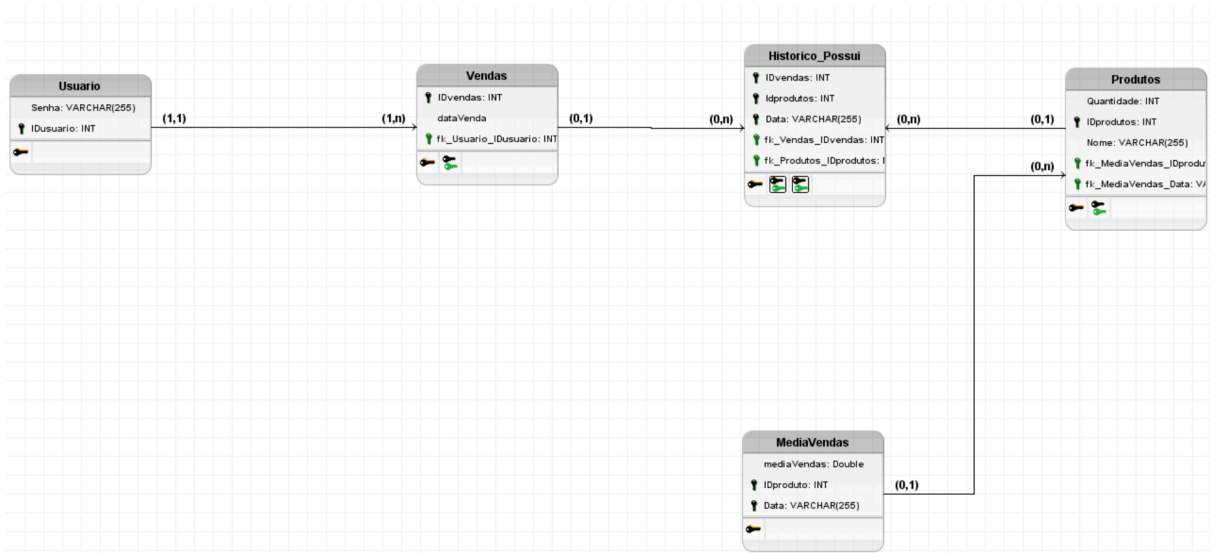 Usuario
Senha: VARCHAR(255)
IDusuario: INT
(1,1)
(1,n)
Vendas
IDvendas: INT
dataVenda
fk_Usuario_IDusuario: INT
(0,1)
(0,n)
Historico_Possui
IDvendas: INT
Idprodutos: INT
Data: VARCHAR(255)
fk_Vendas_IDvendas: INT
fk_Produtos_IDprodutos: I
(0,n)
(0,1)
Produtos
Quantidade: INT
IDprodutos: INT
Nome: VARCHAR(255)
fk_MediaVendas_IDprodu
fk_MediaVendas_Data: VA
(0,n)
MediaVendas
mediaVendas: Double
IDproduto: INT
Data: VARCHAR(255)
(0,1)